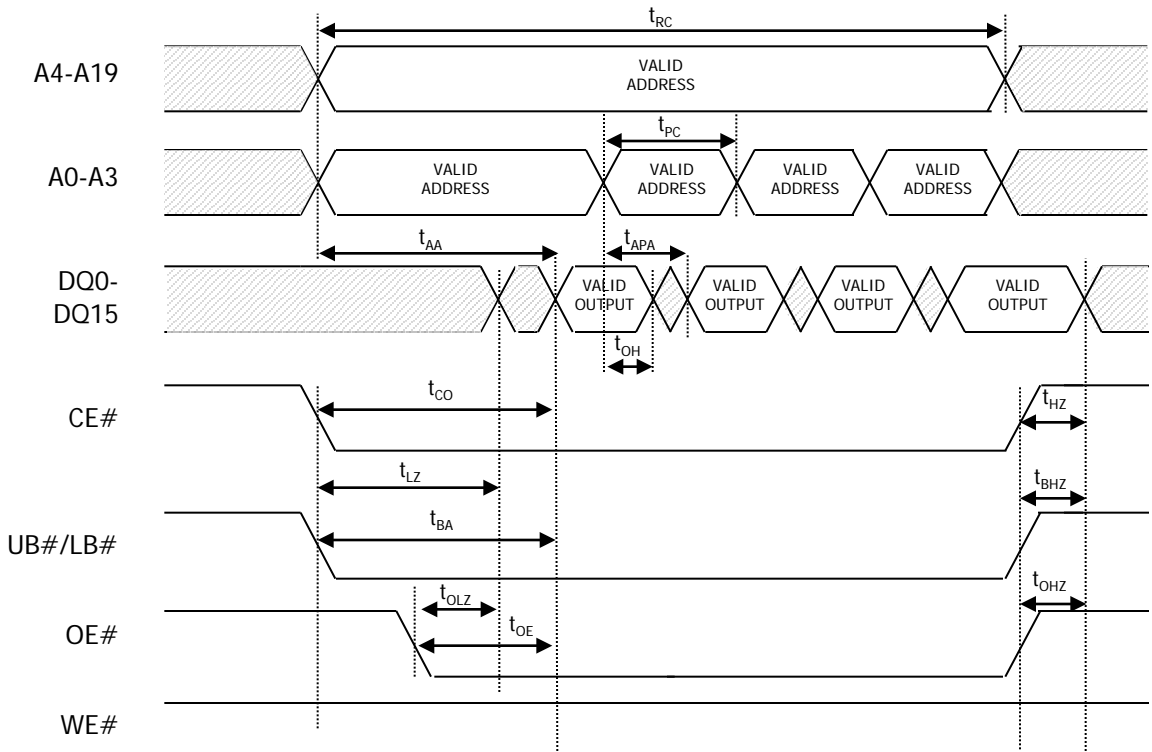 tRC
A4-A19
VALID
ADDRESS
tPC
A0-A3
VALID
ADDRESS
VALID
ADDRESS
VALID
ADDRESS
VALID
ADDRESS
tAA
tAPA
DQ0-
DQ15
VALID
OUTPUT
VALID
OUTPUT
VALID
OUTPUT
VALID
OUTPUT
tOH
CE#
tCO
tHZ
tLZ
tBHZ
UB#/LB#
tBA
tOLZ
tOHZ
OE#
tOE
WE#